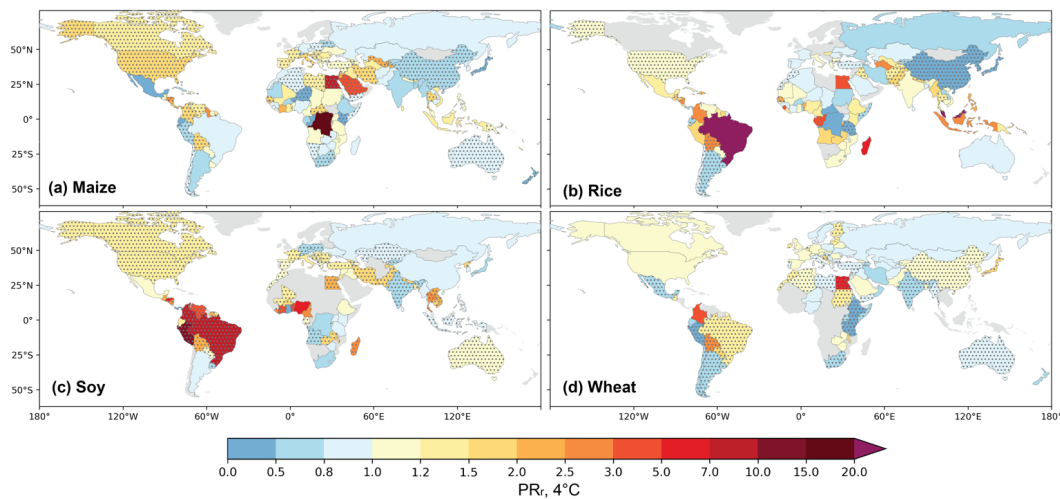 50°N 25°N 0° 25°S 50°S
(a) Maize
(b) Rice
50°N 25°N 0° 25°S 50°S
(c) Soy
(d) Wheat
180° 120°W 60°W 0° 60°E 120°E 120°W 60°W 0° 60°E 120°E 180°
0.0 0.5 0.8 1.0 1.2 1.5 2.0 2.5 3.0 5.0 7.0 10.0 15.0 20.0
PRr, 4°C